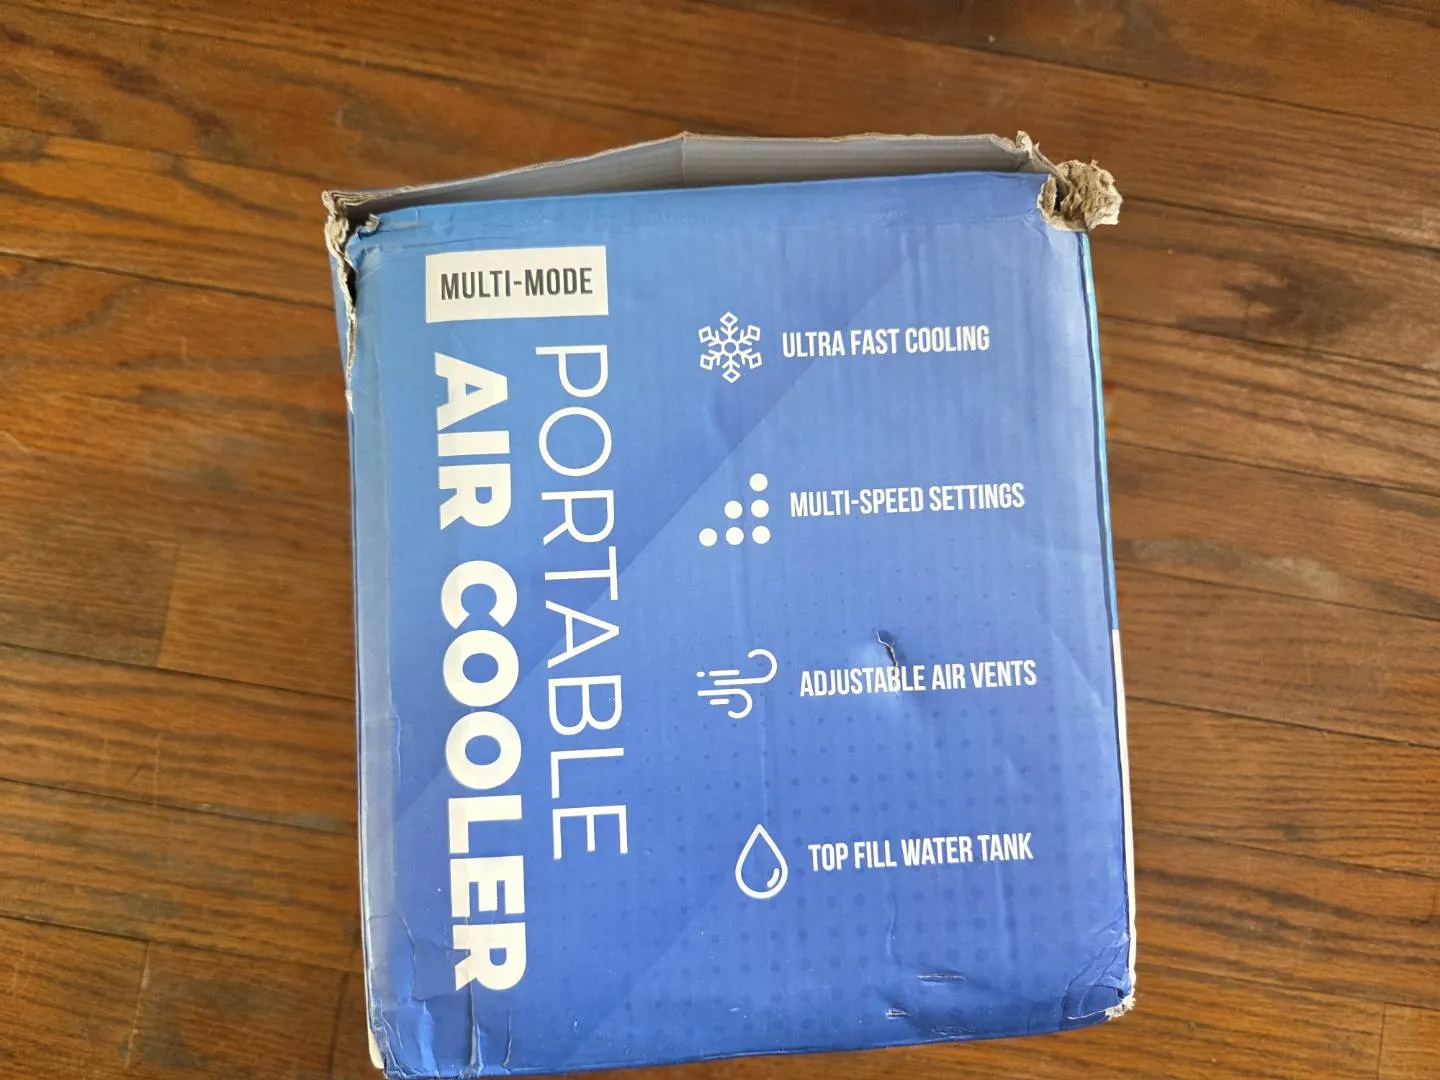 MULTI-MODE
PORTABLE
AIR COOLER
ULTRA FAST COOLING
MULTI-SPEED SETTINGS
ADJUSTABLE AIR VENTS
TOP FILL WATER TANK